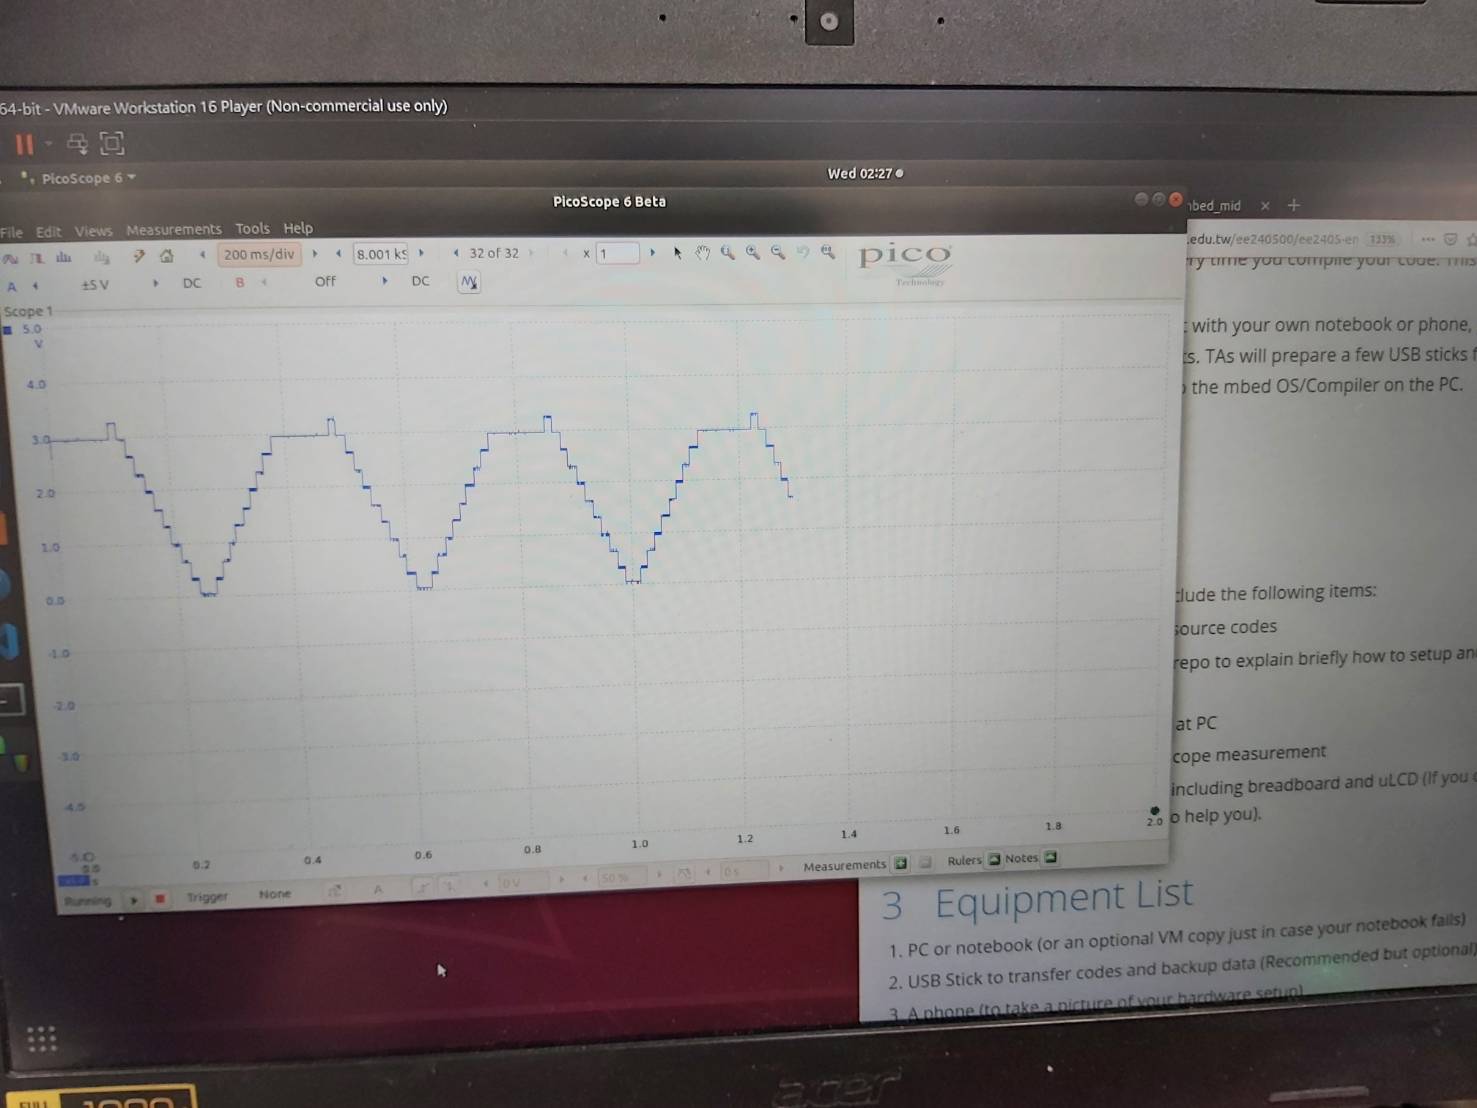 64-bit - VMware Workstation 16 Player (Non-commercial use only)
PicoScope 6
Wed 02:27
PicoScope 6 Beta
File Edit Views Measurements Tools Help
200 ms/div 8.001 kS 32 of 32 x 1
pico
Technology
A ±5 V DC B Off DC
Scope 1
5.0
V
4.0
3.0
2.0
1.0
0.0
-1.0
-2.0
-3.0
-5.0
0.0 0.2 0.4 0.6 0.8 1.0 1.2 1.4 1.6 1.8 2.0
s
Measurements Rulers Notes
Running Trigger None A 0 V 50 % 0 s
bed_mid
.edu.tw/ee240500/ee2405-en 133%
ry time you compile your code. This
with your own notebook or phone,
ts. TAs will prepare a few USB sticks f
the mbed OS/Compiler on the PC.
clude the following items:
source codes
repo to explain briefly how to setup an
at PC
cope measurement
including breadboard and uLCD (If you
o help you).
3 Equipment List
1. PC or notebook (or an optional VM copy just in case your notebook fails)
2. USB Stick to transfer codes and backup data (Recommended but optional)
3. A phone (to take a picture of your hardware setup)
acer
FULL